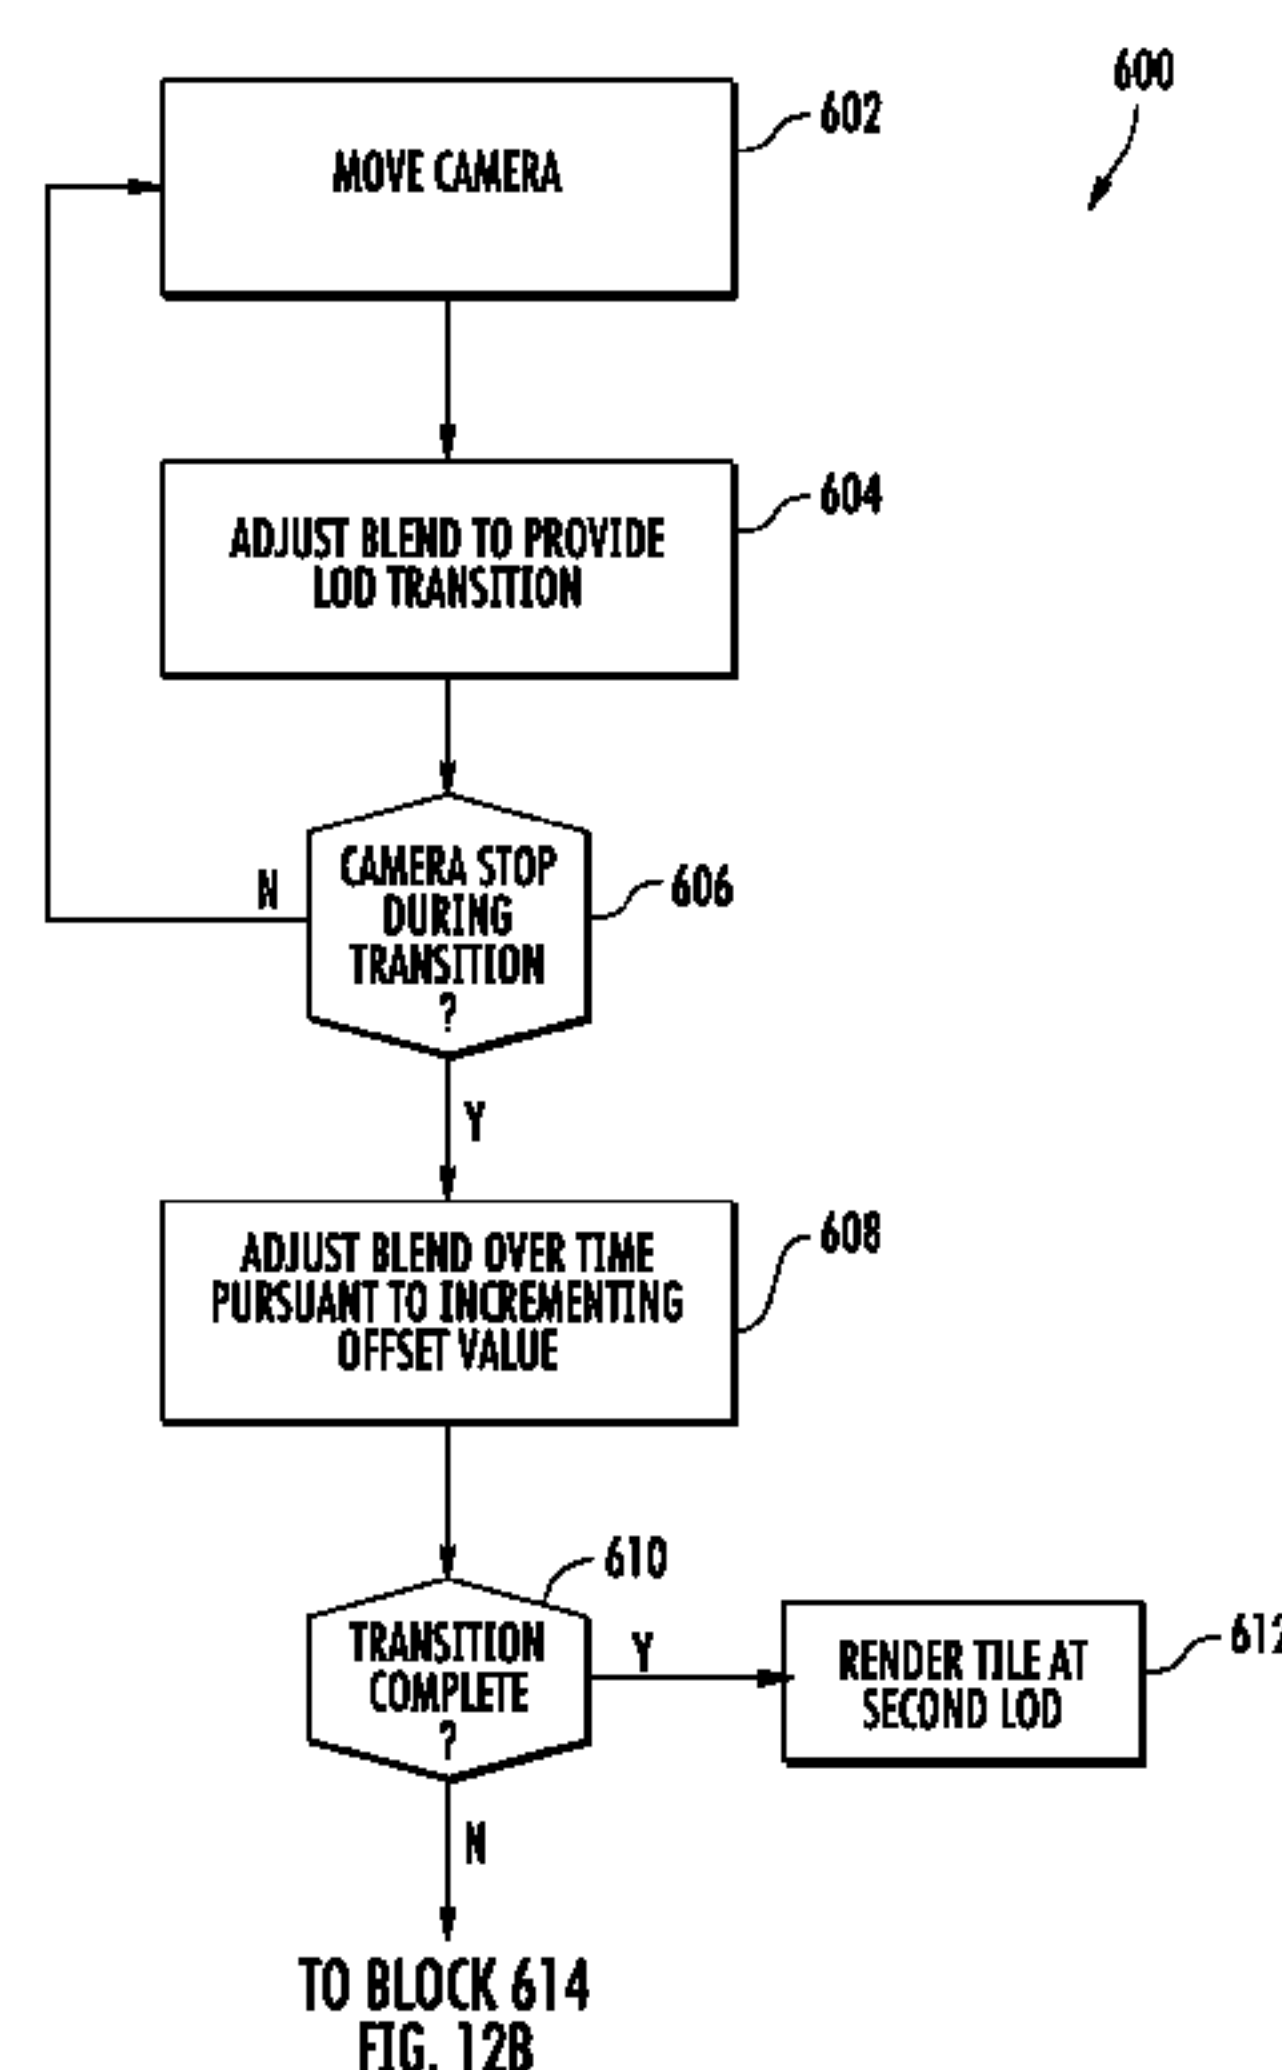 600
602
MOVE CAMERA
604
ADJUST BLEND TO PROVIDE
LOD TRANSITION
CAMERA STOP
DURING
TRANSITION
?
606
N
Y
608
ADJUST BLEND OVER TIME
PURSUANT TO INCREMENTING
OFFSET VALUE
610
TRANSITION
COMPLETE
?
Y
RENDER TILE AT
SECOND LOD
612
N
TO BLOCK 614
FIG. 12B